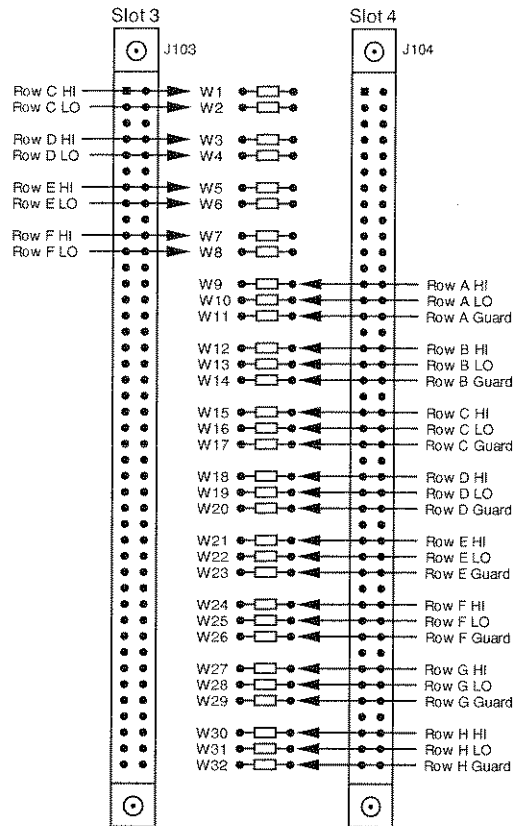 Slot 3 Slot 4
J103 J104
Row C HI W1
Row C LO W2
Row D HI W3
Row D LO W4
Row E HI W5
Row E LO W6
Row F HI W7
Row F LO W8
W9 Row A HI
W10 Row A LO
W11 Row A Guard
W12 Row B HI
W13 Row B LO
W14 Row B Guard
W15 Row C HI
W16 Row C LO
W17 Row C Guard
W18 Row D HI
W19 Row D LO
W20 Row D Guard
W21 Row E HI
W22 Row E LO
W23 Row E Guard
W24 Row F HI
W25 Row F LO
W26 Row F Guard
W27 Row G HI
W28 Row G LO
W29 Row G Guard
W30 Row H HI
W31 Row H LO
W32 Row H Guard